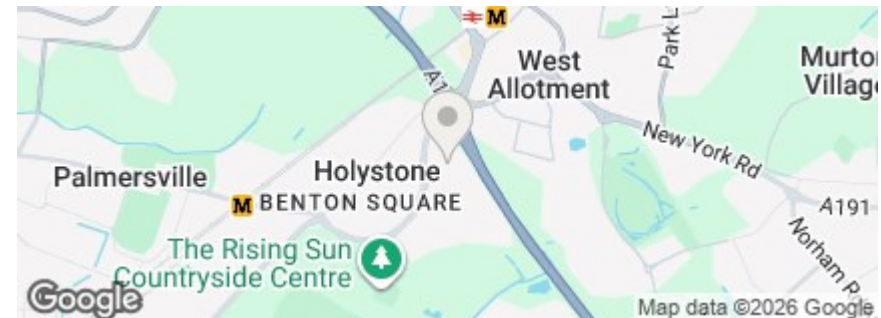 M
West
Allotment
Park L
Murto
Village
A1
New York Rd
Palmersville
Holystone
M BENTON SQUARE
A191
Norham R
The Rising Sun
Countryside Centre
Google
Map data ©2026 Google